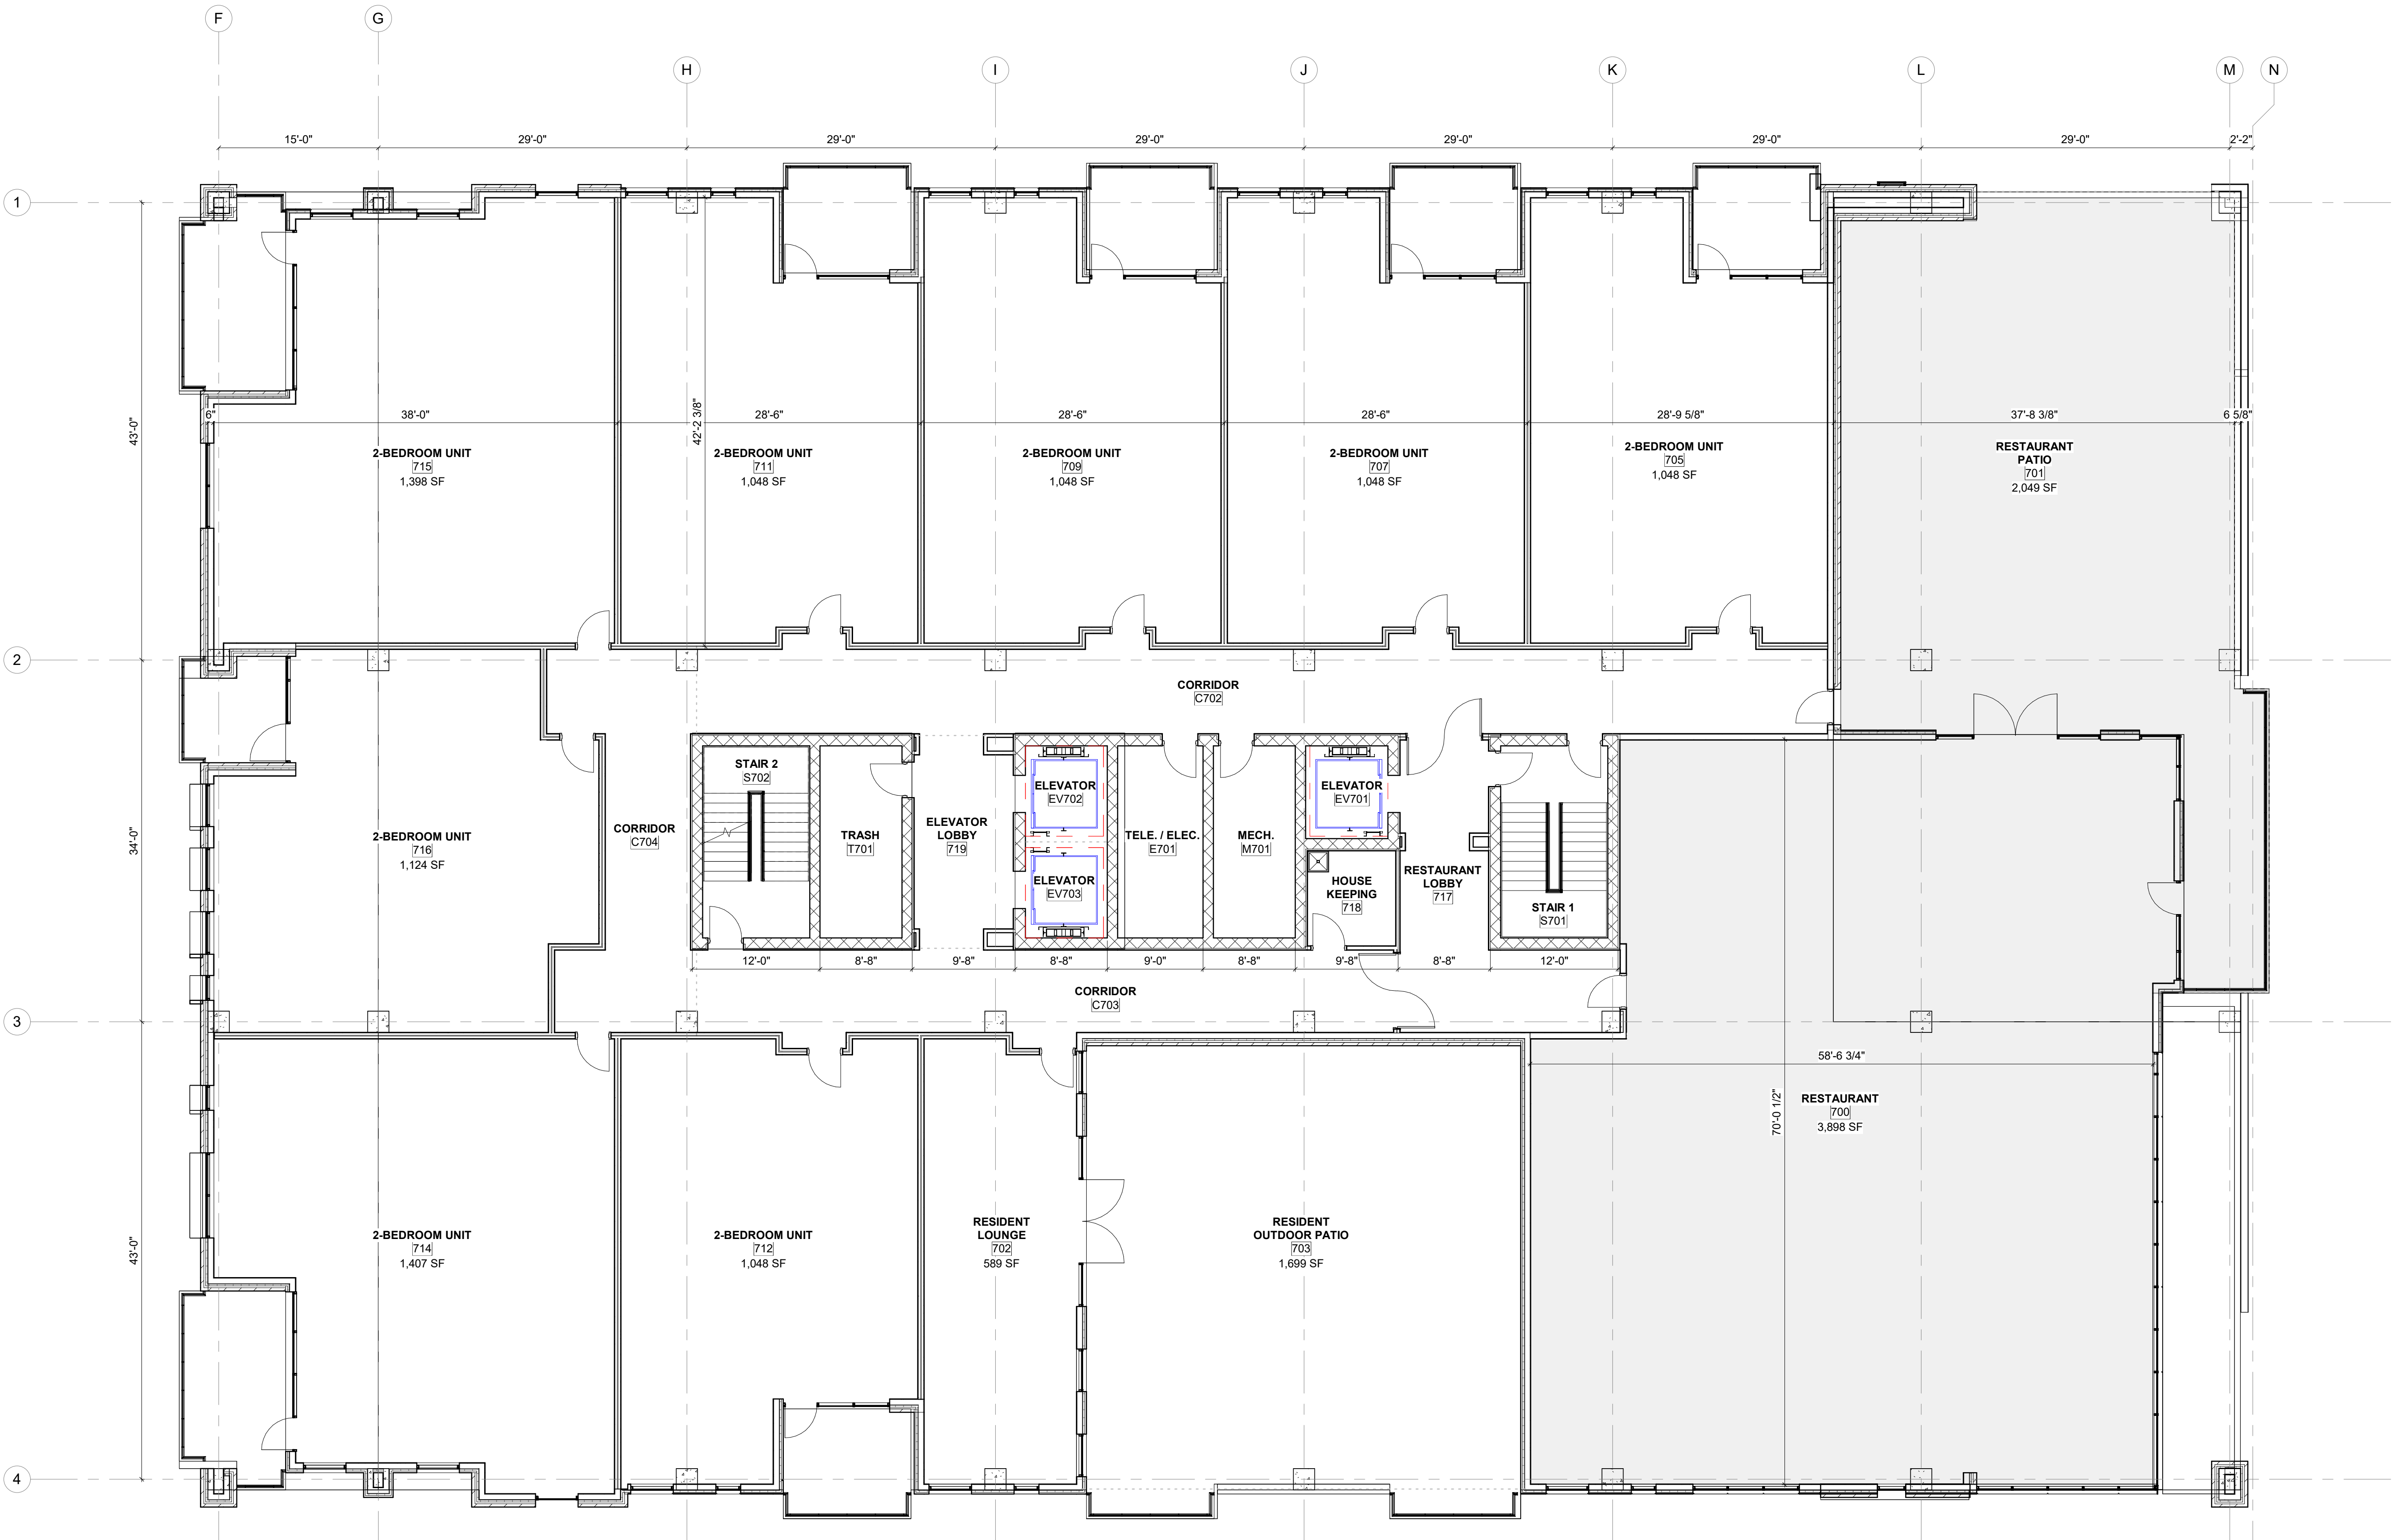 F
G
H
I
J
K
L
M
N
15'-0"
29'-0"
29'-0"
29'-0"
29'-0"
29'-0"
29'-0"
2'-2"
1
43'-0"
6"
38'-0"
42'-2 3/8"
28'-6"
28'-6"
28'-6"
28'-9 5/8"
37'-8 3/8"
6 5/8"
2-BEDROOM UNIT
715
1,398 SF
2-BEDROOM UNIT
711
1,048 SF
2-BEDROOM UNIT
709
1,048 SF
2-BEDROOM UNIT
707
1,048 SF
2-BEDROOM UNIT
705
1,048 SF
RESTAURANT
PATIO
701
2,049 SF
2
CORRIDOR
C702
34'-0"
2-BEDROOM UNIT
716
1,124 SF
CORRIDOR
C704
STAIR 2
S702
TRASH
T701
ELEVATOR
LOBBY
719
ELEVATOR
EV702
ELEVATOR
EV703
TELE. / ELEC.
E701
MECH.
M701
ELEVATOR
EV701
HOUSE
KEEPING
718
RESTAURANT
LOBBY
717
STAIR 1
S701
12'-0"
8'-8"
9'-8"
8'-8"
9'-0"
8'-8"
9'-8"
8'-8"
12'-0"
CORRIDOR
C703
3
58'-6 3/4"
70'-0 1/2"
RESTAURANT
700
3,898 SF
43'-0"
2-BEDROOM UNIT
714
1,407 SF
2-BEDROOM UNIT
712
1,048 SF
RESIDENT
LOUNGE
702
589 SF
RESIDENT
OUTDOOR PATIO
703
1,699 SF
4